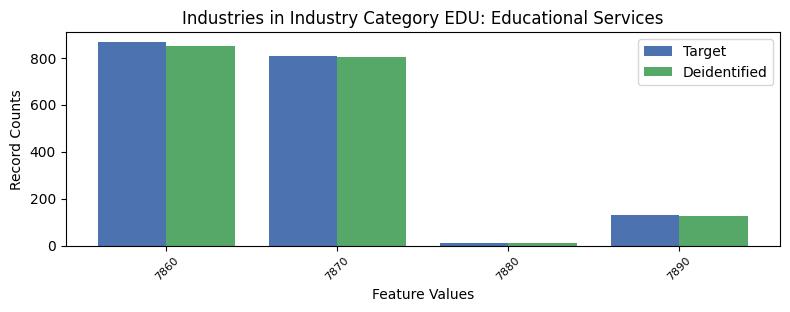 Industries in Industry Category EDU: Educational Services
Target
Deidentified
Record Counts
800
600
400
200
0
7860
7870
7880
7890
Feature Values